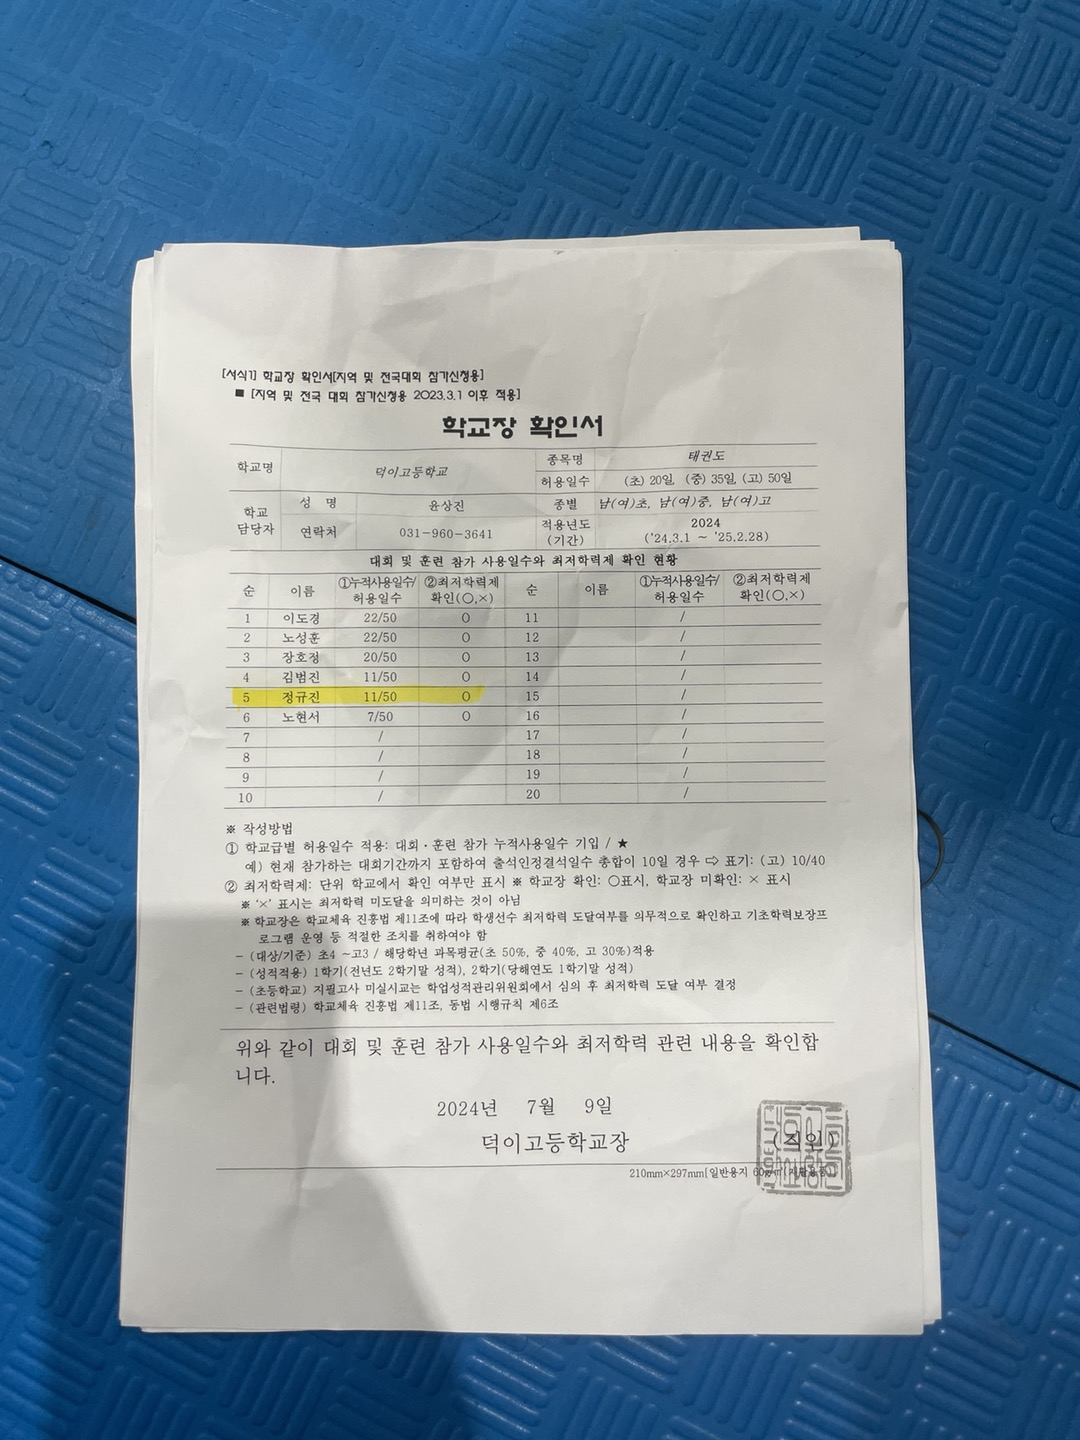 [서식1] 학교장 확인서[지역 및 전국대회 참가신청용]
■ [지역 및 전국 대회 참가신청용 2023.3.1 이후 적용]
학교장 확인서
학교명 덕이고등학교 종목명 태권도
허용일수 (초) 20일, (중) 35일, (고) 50일
학교 담당자 성 명 윤상진 종별 남(여)초, 남(여)중, 남(여)고
연락처 031-960-3641 적용년도 (기간) 2024 ('24.3.1 ~ '25.2.28)
대회 및 훈련 참가 사용일수와 최저학력제 확인 현황
순 이름 ①누적사용일수/허용일수 ②최저학력제 확인(○,×) 순 이름 ①누적사용일수/허용일수 ②최저학력제 확인(○,×)
1 이도경 22/50 O 11 /
2 노성훈 22/50 O 12 /
3 장호정 20/50 O 13 /
4 김범진 11/50 O 14 /
5 정규진 11/50 O 15 /
6 노현서 7/50 O 16 /
7 / 17 /
8 / 18 /
9 / 19 /
10 / 20 /
※ 작성방법
① 학교급별 허용일수 적용: 대회·훈련 참가 누적사용일수 기입 / ★
예) 현재 참가하는 대회기간까지 포함하여 출석인정결석일수 총합이 10일 경우 ⇨ 표기: (고) 10/40
② 최저학력제: 단위 학교에서 확인 여부만 표시 ※ 학교장 확인: ○표시, 학교장 미확인: × 표시
※ '×' 표시는 최저학력 미도달을 의미하는 것이 아님
※ 학교장은 학교체육 진흥법 제11조에 따라 학생선수 최저학력 도달여부를 의무적으로 확인하고 기초학력보장프
로그램 운영 등 적절한 조치를 취하여야 함
- (대상/기준) 초4 ~고3 / 해당학년 과목평균(초 50%, 중 40%, 고 30%)적용
- (성적적용) 1학기(전년도 2학기말 성적), 2학기(당해연도 1학기말 성적)
- (초등학교) 지필고사 미실시교는 학업성적관리위원회에서 심의 후 최저학력 도달 여부 결정
- (관련법령) 학교체육 진흥법 제11조, 동법 시행규칙 제6조
위와 같이 대회 및 훈련 참가 사용일수와 최저학력 관련 내용을 확인합
니다.
2024년 7월 9일
덕이고등학교장 (직인)
210mm×297mm[일반용지 60g/㎡